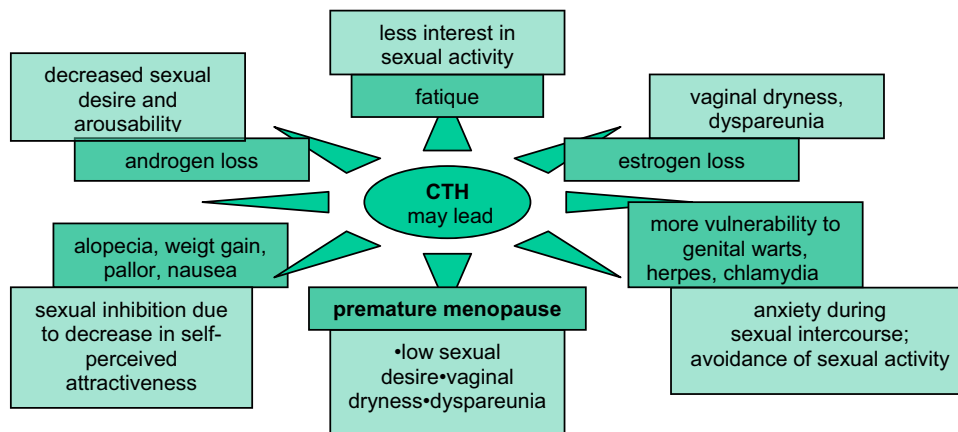 less interest in
sexual activity
fatique
decreased sexual
desire and
arousability
androgen loss
vaginal dryness,
dyspareunia
estrogen loss
CTH
may lead
alopecia, weigt gain,
pallor, nausea
sexual inhibition due
to decrease in self-
perceived
attractiveness
premature menopause
•low sexual
desire•vaginal
dryness•dyspareunia
more vulnerability to
genital warts,
herpes, chlamydia
anxiety during
sexual intercourse;
avoidance of sexual activity